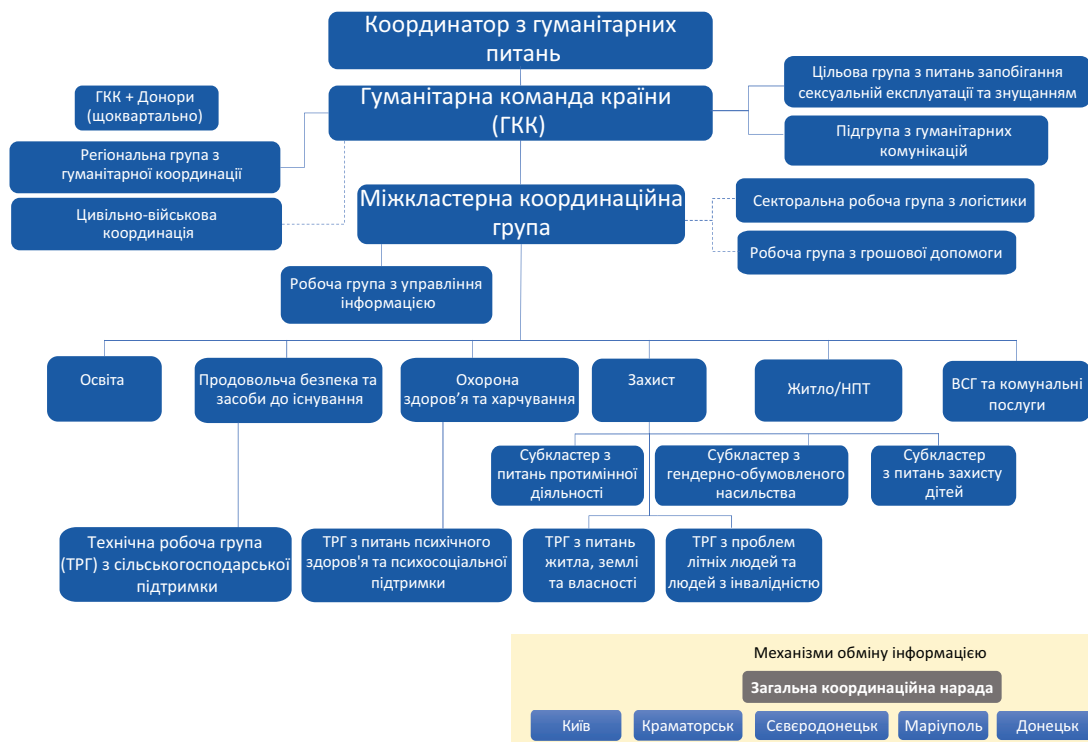 Координатор з гуманітарних
питань
Гуманітарна команда країни
(ГКК)
ГКК + Донори
(щоквартально)
Цільова група з питань запобігання
сексуальній експлуатації та знущанням
Підгрупа з гуманітарних
комунікацій
Регіональна група з
гуманітарної координації
Цивільно-військова
координація
Міжкластерна координаційна
група
Секторальна робоча група з логістики
Робоча група з грошової допомоги
Робоча група з управління
інформацією
Освіта
Продовольча безпека та
засоби до існування
Охорона
здоров’я та харчування
Захист
Житло/НПТ
ВСГ та комунальні
послуги
Субкластер з
питань протимінної
діяльності
Субкластер з
гендерно-обумовленого
насильства
Субкластер
з питань захисту
дітей
Технічна робоча група
(ТРГ) з сільськогосподарської
підтримки
ТРГ з питань психічного
здоров'я та психосоціальної
підтримки
ТРГ з питань
житла, землі
та власності
ТРГ з проблем
літніх людей та
людей з інвалідністю
Механізми обміну інформацією
Загальна координаційна нарада
Київ
Краматорськ
Сєвєродонецьк
Маріуполь
Донецьк